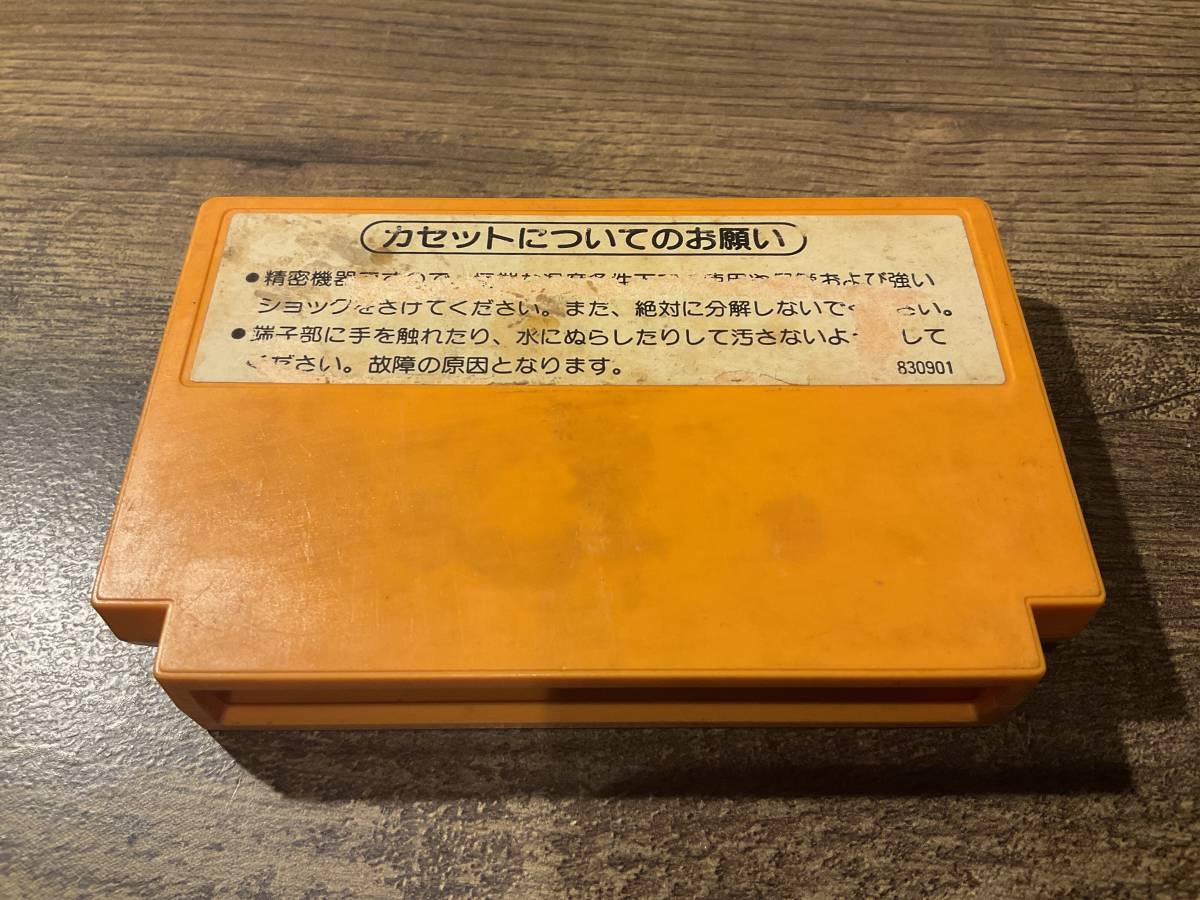 カセットについてのお願い
●精密機器 および強い
ショックをさけてください。また、絶対に分解しないで い。
●端子部に手を触れたり、水にぬらしたりして汚さないよ して
ださい。故障の原因となります。
830901